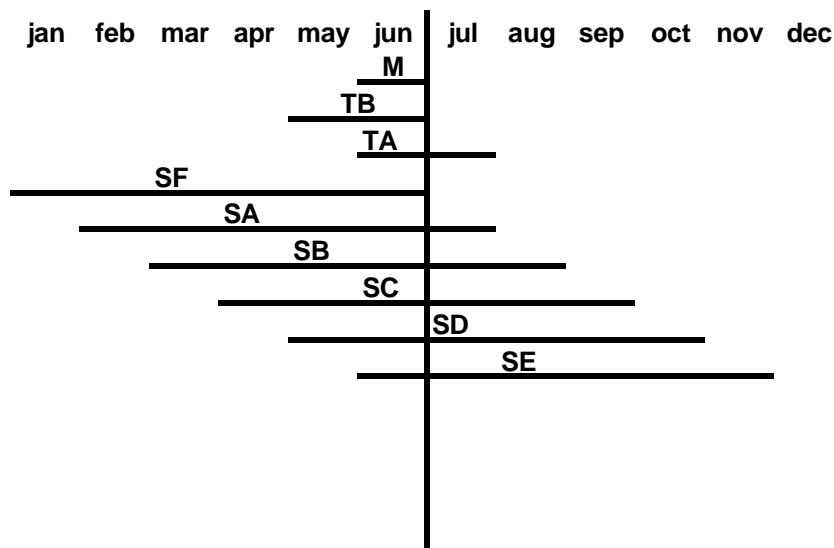 jan feb mar apr may jun jul aug sep oct nov dec
M
TB
TA
SF
SA
SB
SC
SD
SE